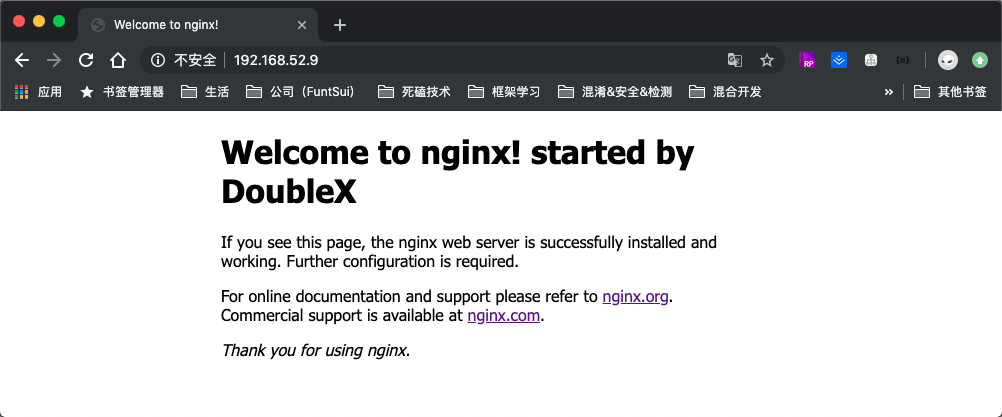 Welcome to nginx!
不安全 192.168.52.9
RP
应用 书签管理器 生活 公司（FuntSui） 死磕技术 框架学习 混淆&安全&检测 混合开发 » 其他书签
Welcome to nginx! started by
DoubleX
If you see this page, the nginx web server is successfully installed and
working. Further configuration is required.
For online documentation and support please refer to nginx.org.
Commercial support is available at nginx.com.
Thank you for using nginx.